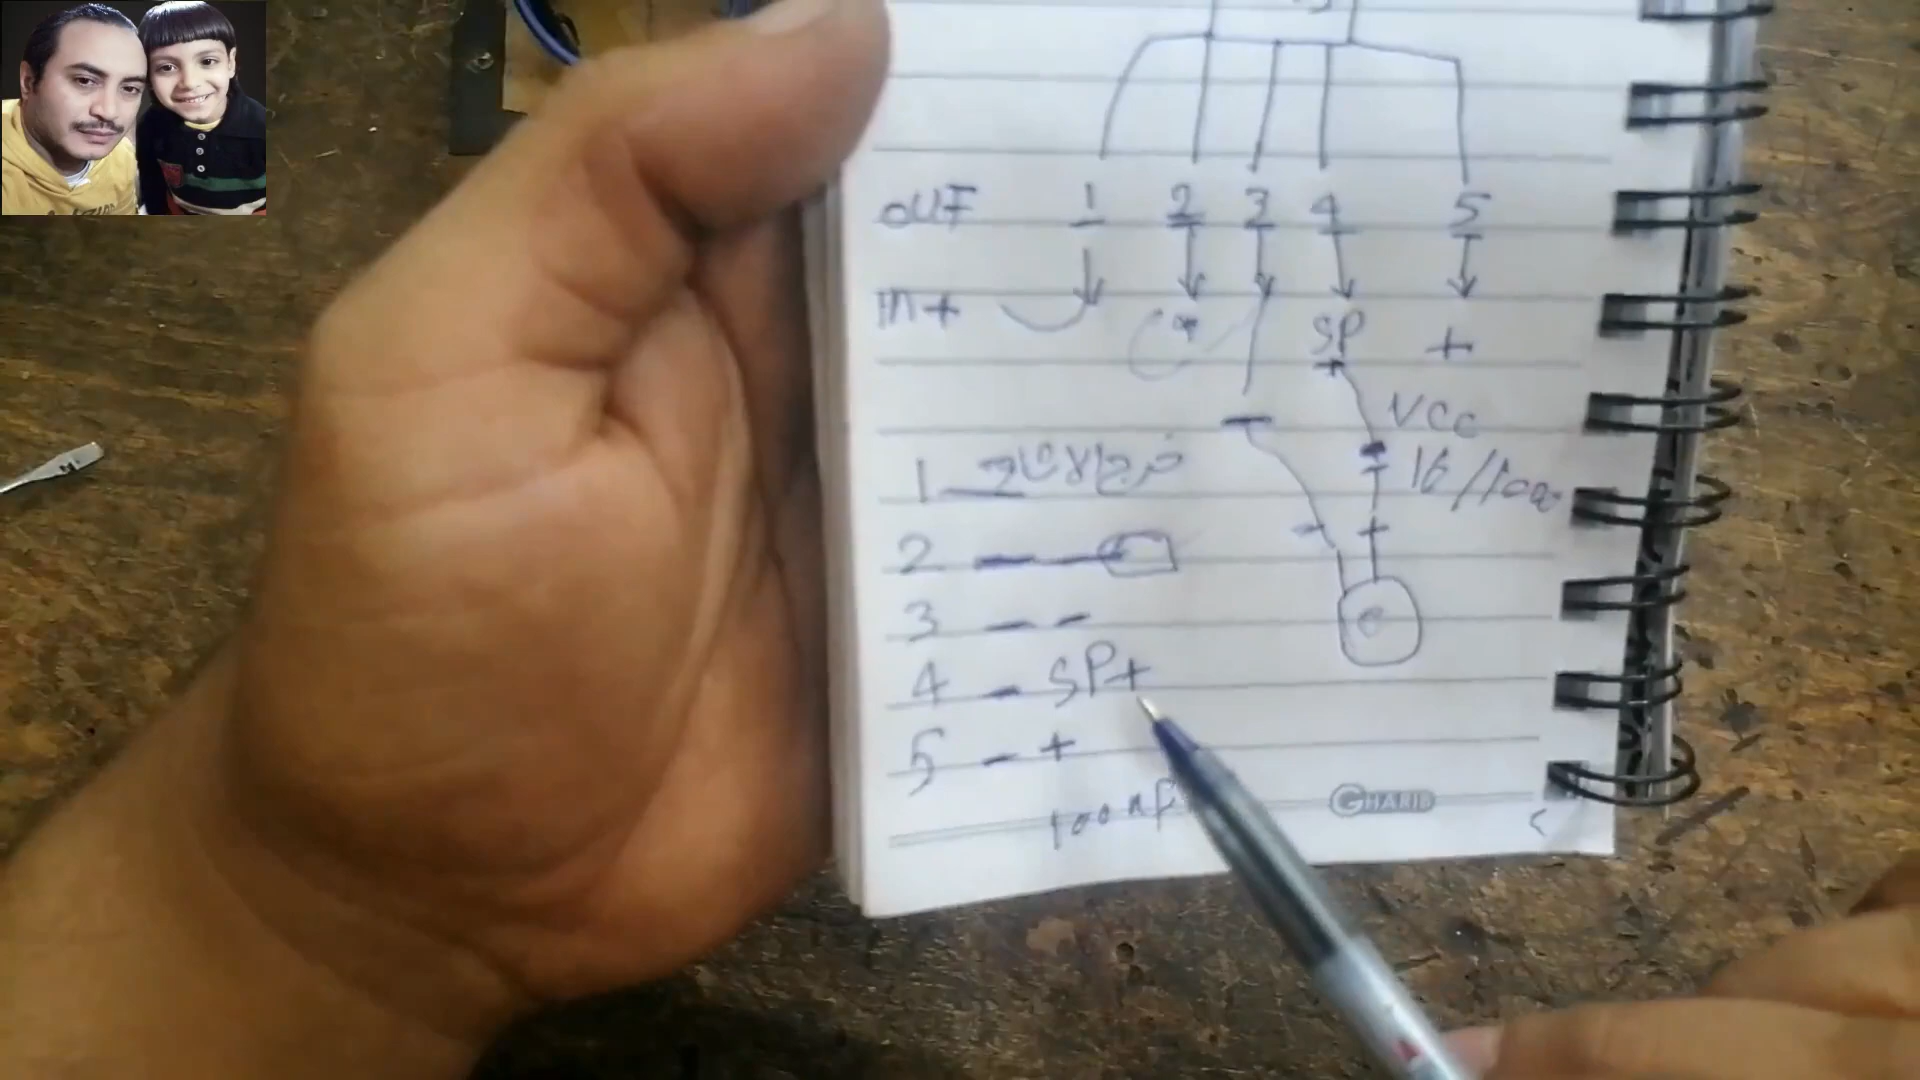 OUT 1 2 3 4 5
IN+ SP +
+
VCC
1 خرج الاشارة 16/1000
- +
2 - -
3 - -
4 - SP+
5 - +
100nF
GHARIB